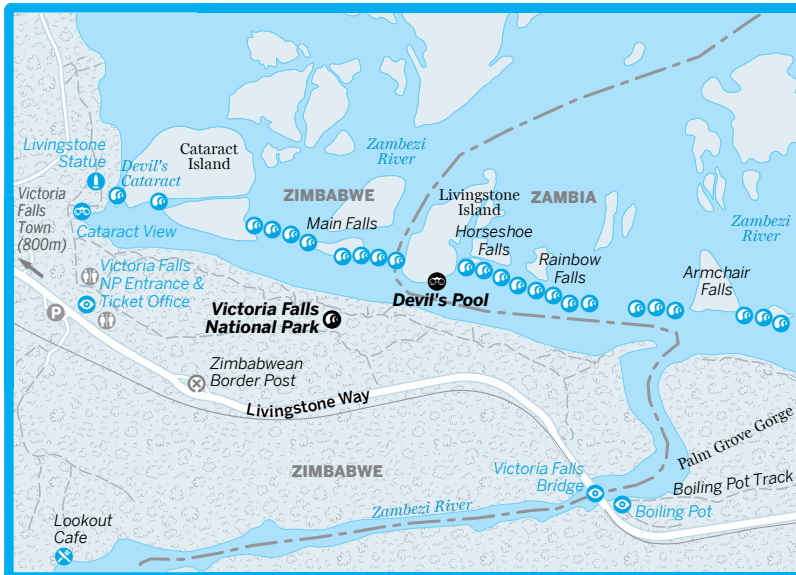 Livingstone
Statue
Devil's
Cataract
Cataract
Island
Zambezi
River
ZIMBABWE
Livingstone
Island
ZAMBIA
Victoria
Falls
Town
(800m)
Cataract View
Main Falls
Horseshoe
Falls
Zambezi
River
Rainbow
Falls
Armchair
Falls
Victoria Falls
NP Entrance &
Ticket Office
Devil's Pool
Victoria Falls
National Park
P
Zimbabwean
Border Post
Livingstone Way
Palm Grove Gorge
ZIMBABWE
Victoria Falls
Bridge
Boiling Pot Track
Zambezi River
Boiling Pot
Lookout
Cafe